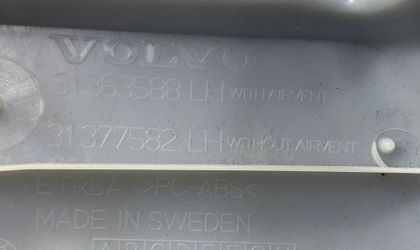 VOLVO
31363588 LH WITH AIRVENT
31377582 LH WITHOUT AIRVENT
ETRBA >PC-ABS<
MADE IN SWEDEN